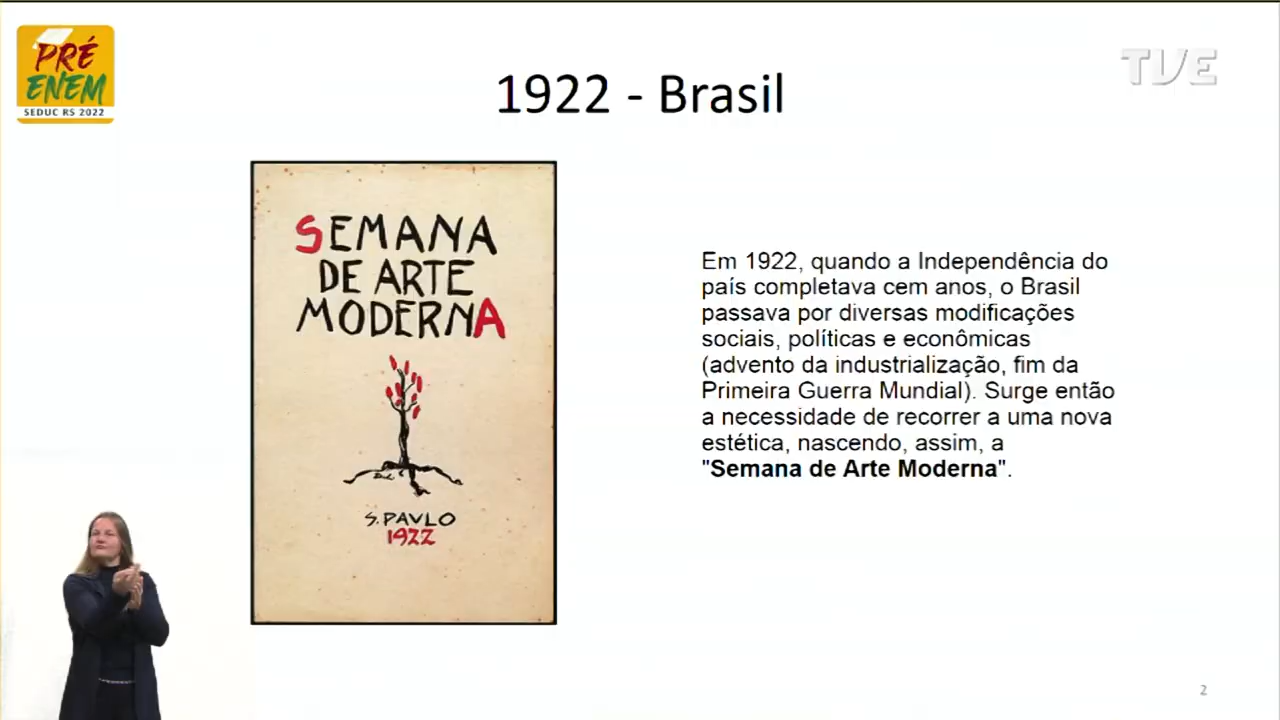 PRÉ
ENEM
SEDUC RS 2022
TVE
1922 - Brasil
SEMANA
DE ARTE
MODERNA
S. PAVLO
1922
Em 1922, quando a Independência do
país completava cem anos, o Brasil
passava por diversas modificações
sociais, políticas e econômicas
(advento da industrialização, fim da
Primeira Guerra Mundial). Surge então
a necessidade de recorrer a uma nova
estética, nascendo, assim, a
"Semana de Arte Moderna".
2